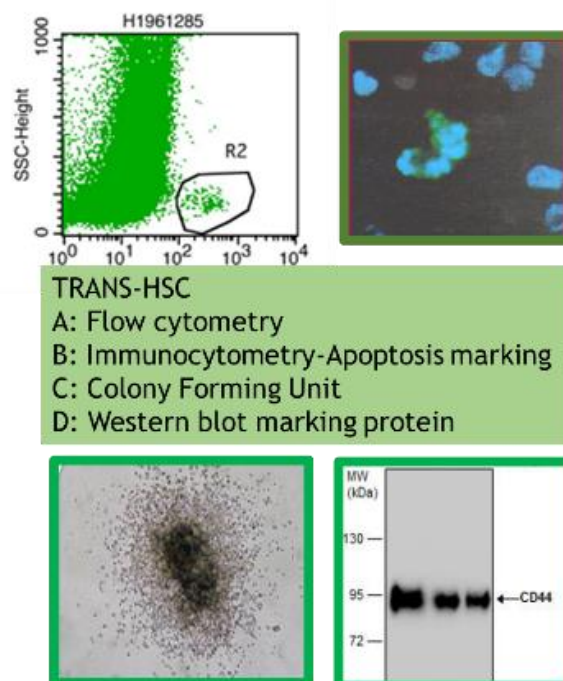 H1961285
1000
SSC-Height
R2
0
10⁰ 10¹ 10² 10³ 10⁴
TRANS-HSC
A: Flow cytometry
B: Immunocytometry-Apoptosis marking
C: Colony Forming Unit
D: Western blot marking protein
MW
(kDa)
130
95
CD44
72